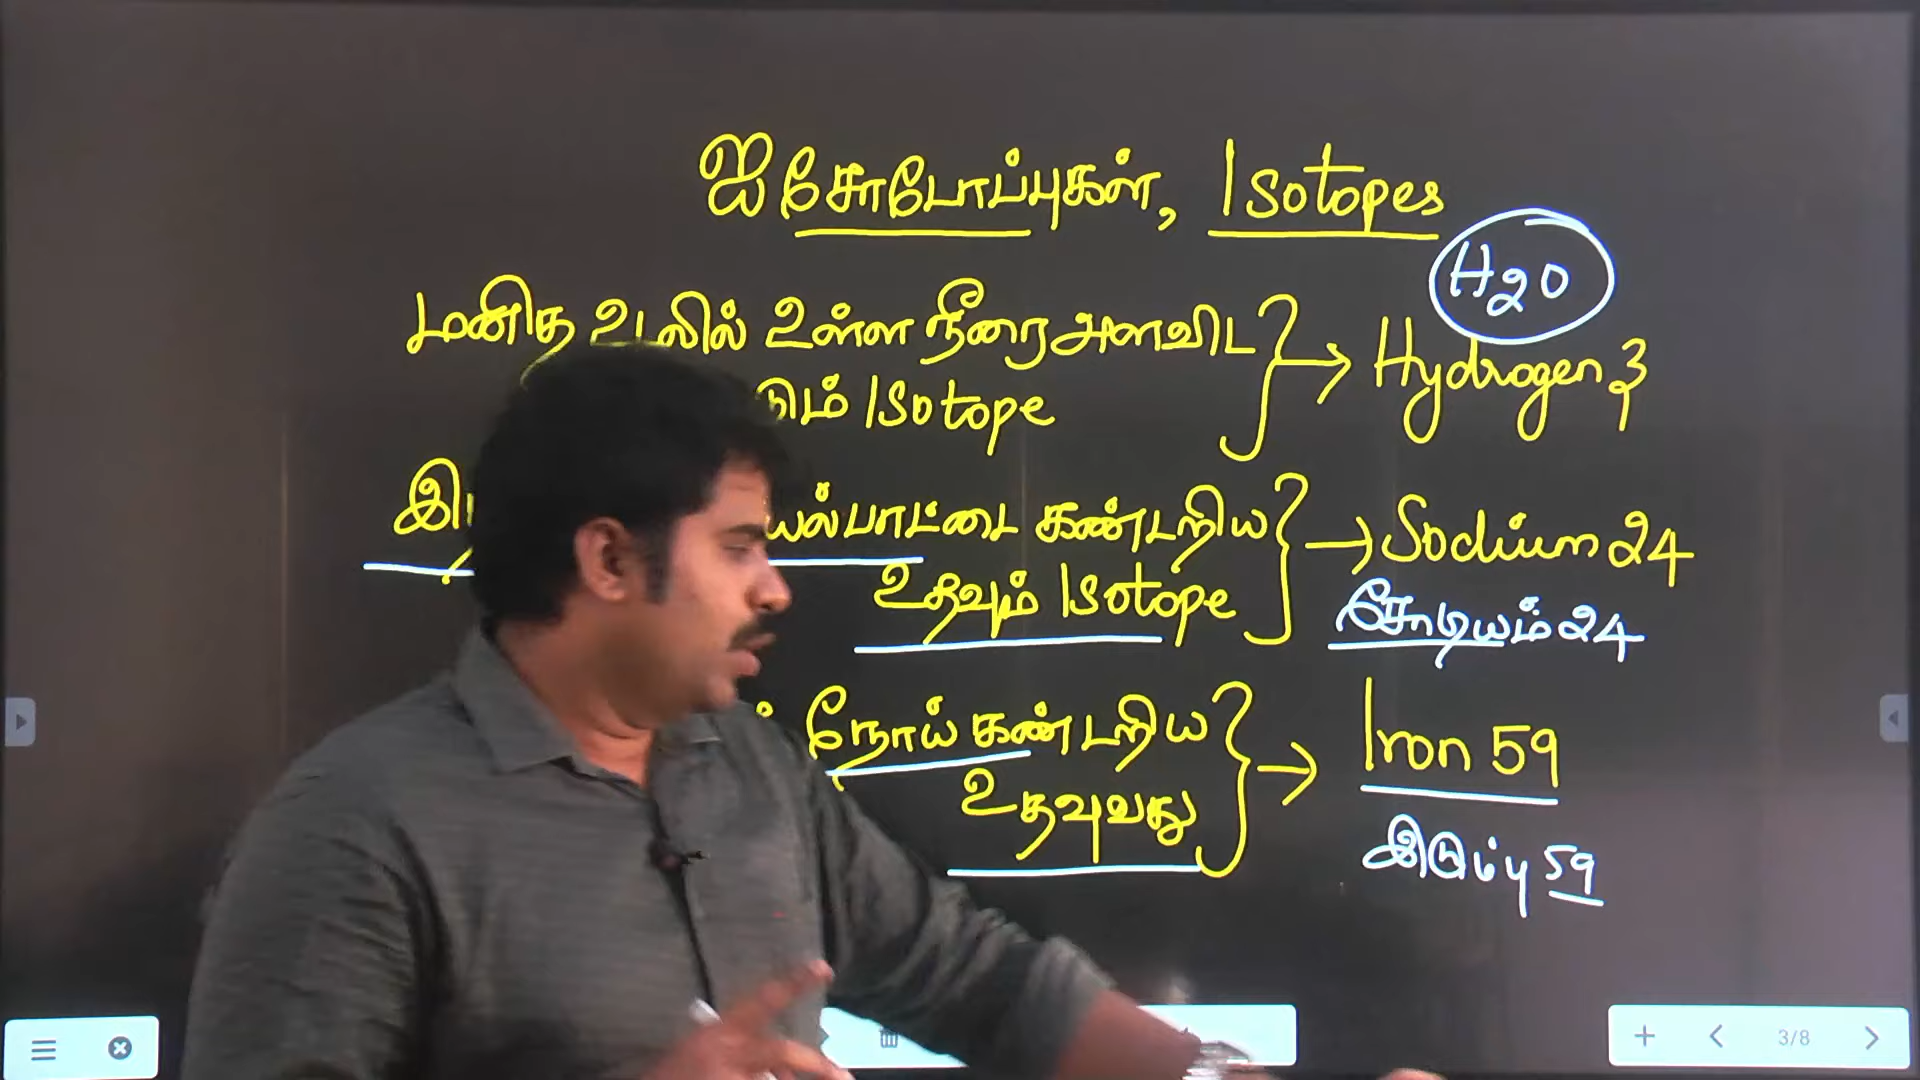 ஐசோடோப்புகள், Isotopes
H2O
மனித உடலில் உள்ள நீரை அளவிட → Hydrogen 3
Isotope
கண்டறிய → Sodium 24
உதவும் Isotope சோடியம் 24
நோய் கண்டறிய → Iron 59
உதவுவது இரும்பு 59
3/8